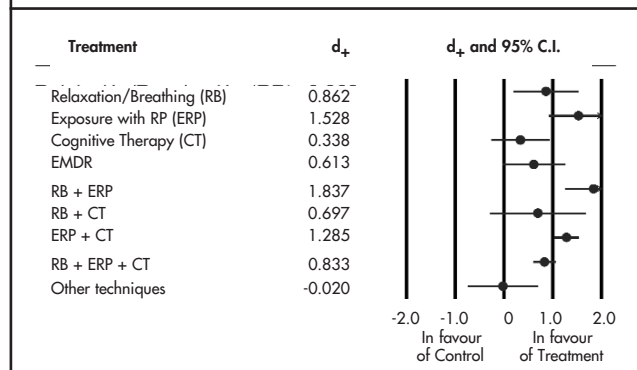 Treatment d+ d+ and 95% C.I.
Relaxation/Breathing (RB) 0.862
Exposure with RP (ERP) 1.528
Cognitive Therapy (CT) 0.338
EMDR 0.613
RB + ERP 1.837
RB + CT 0.697
ERP + CT 1.285
RB + ERP + CT 0.833
Other techniques -0.020
-2.0 -1.0 0 1.0 2.0
In favour In favour
of Control of Treatment